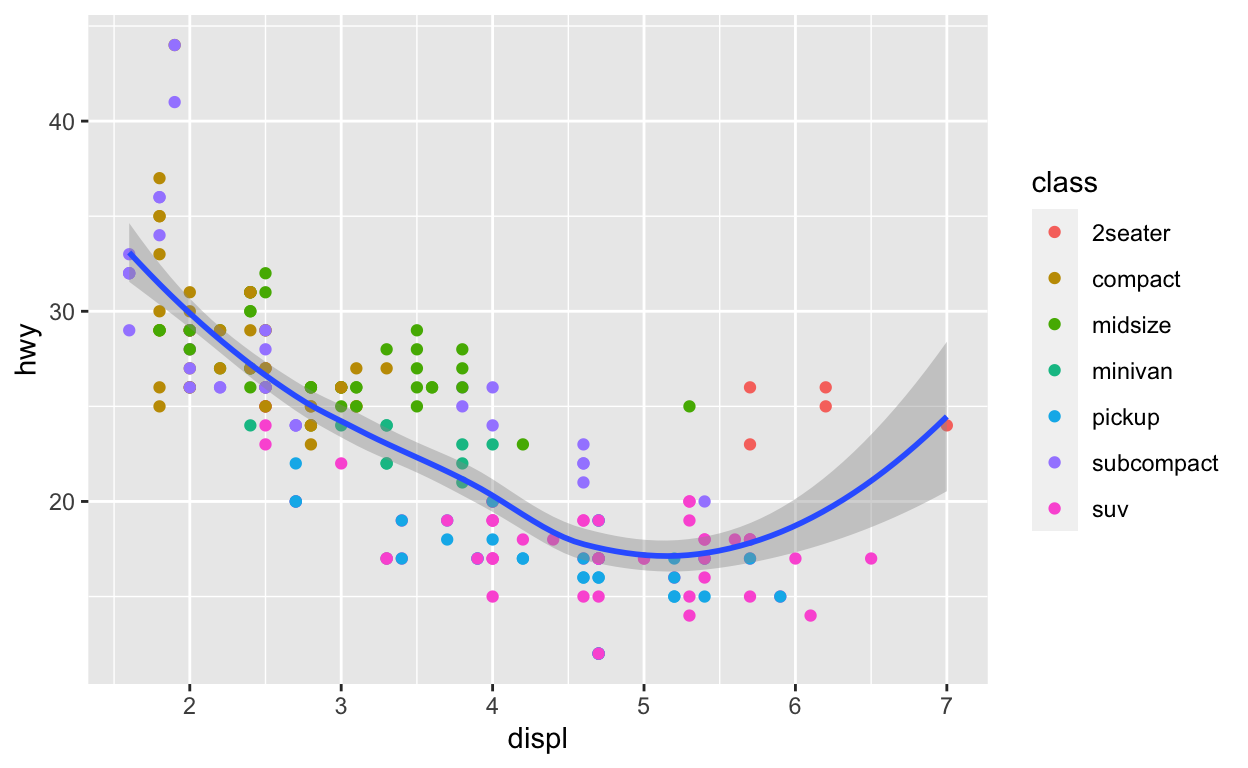 hwy
40
30
20
2 3 4 5 6 7
displ
class
2seater
compact
midsize
minivan
pickup
subcompact
suv